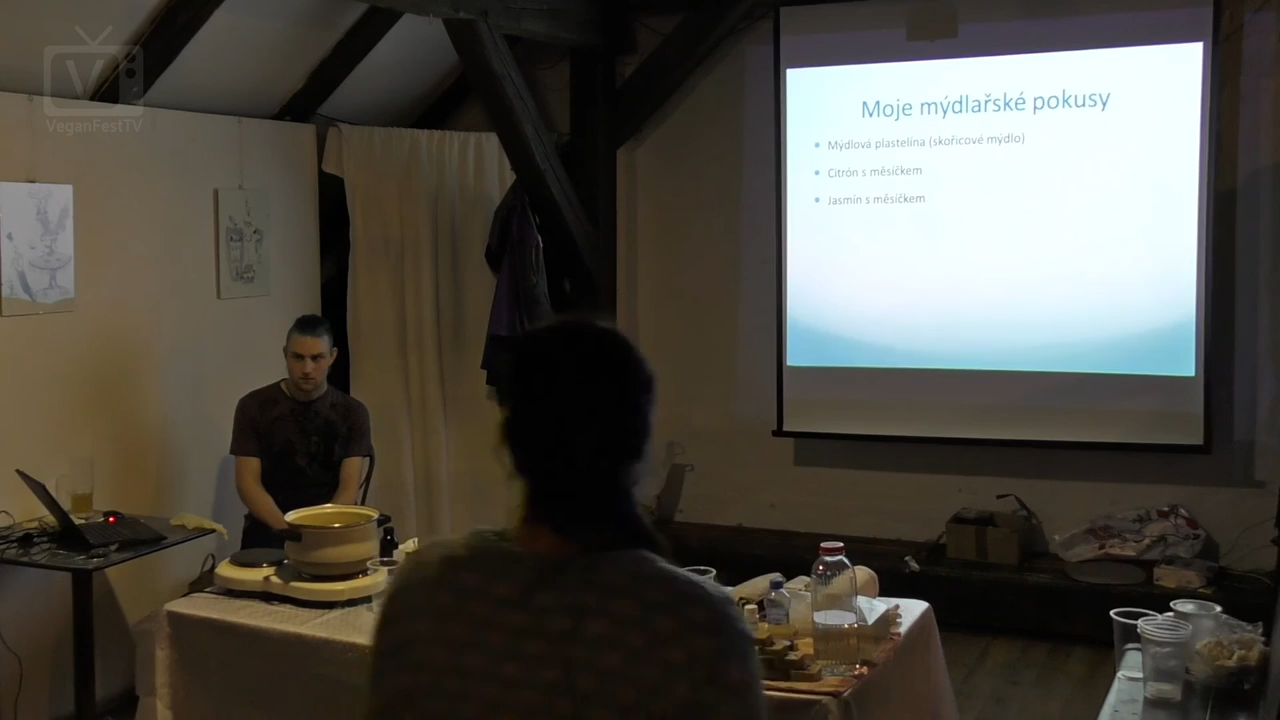 V
VeganFestTV
Moje mýdlařské pokusy
Mýdlová plastelína (skořicové mýdlo)
Citrón s měsíčkem
Jasmín s měsíčkem